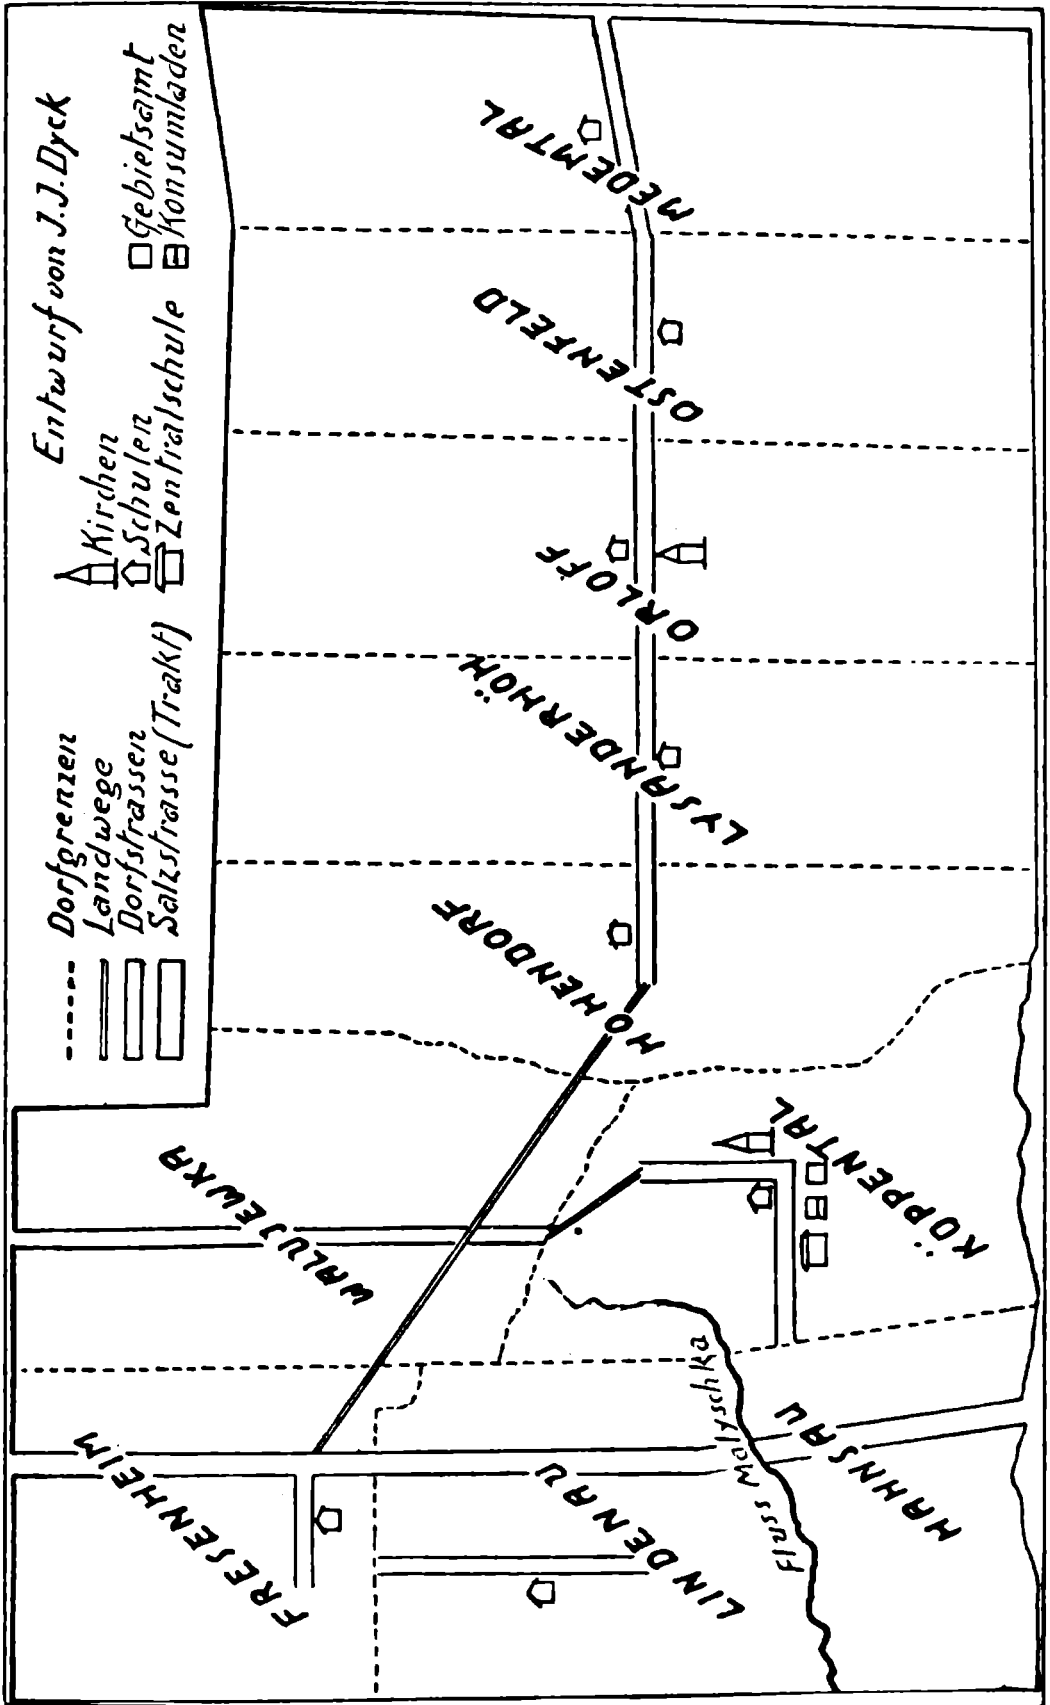 Entwurf von J.J.Dyck
Dorfgrenzen
Landwege
Dorfstrassen
Salzstrasse (Trakt)
Kirchen
Schulen
Zentralschule
Gebietsamt
Konsumladen
FRESENHEIM
WALUJEWKA
LINDENAU
HAHNSAU
Fluss Malyschka
KÖPPENTAL
HOHENDORF
LYSANDERHÖH
ORLOFF
OSTENFELD
MEDEMTAL